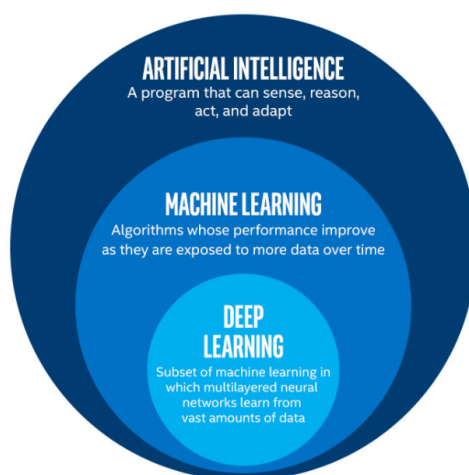 ARTIFICIAL INTELLIGENCE
A program that can sense, reason,
act, and adapt
MACHINE LEARNING
Algorithms whose performance improve
as they are exposed to more data over time
DEEP
LEARNING
Subset of machine learning in
which multilayered neural
networks learn from
vast amounts of data